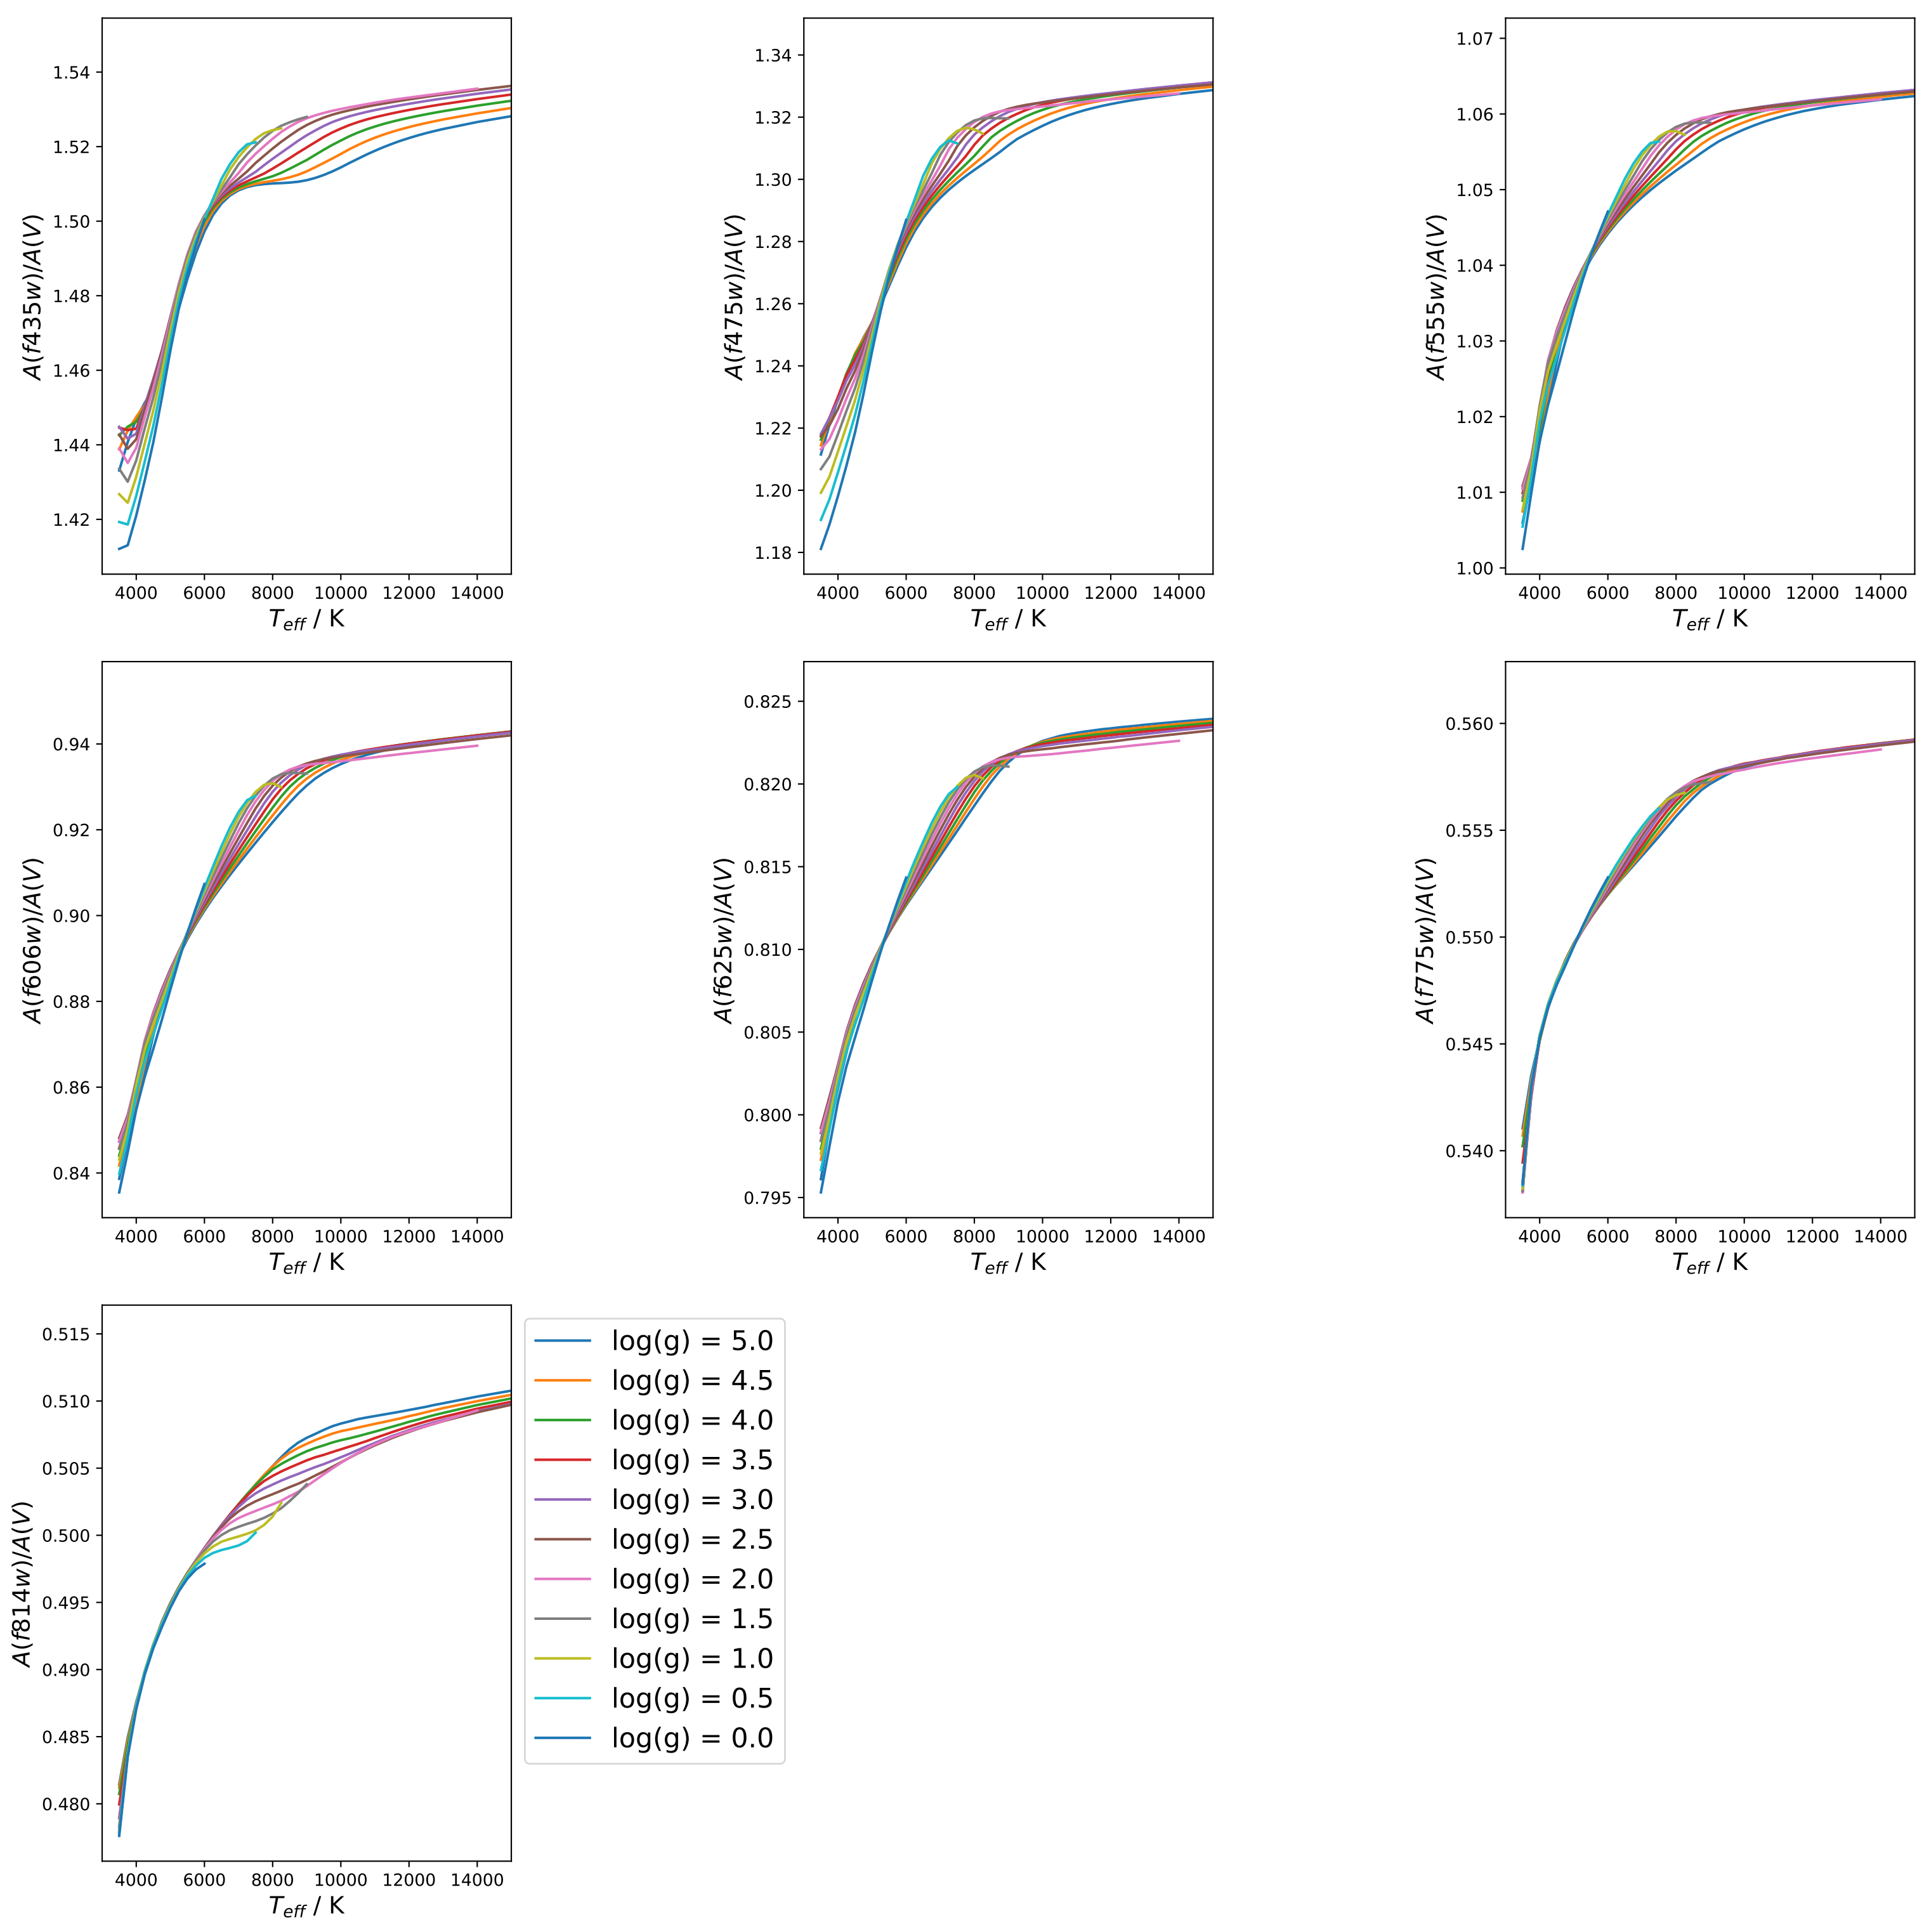 1.54
1.52
1.50
1.48
1.46
1.44
1.42
A(f435w)/A(V)
4000 6000 8000 10000 12000 14000
T_eff / K
1.34
1.32
1.30
1.28
1.26
1.24
1.22
1.20
1.18
A(f475w)/A(V)
4000 6000 8000 10000 12000 14000
T_eff / K
1.07
1.06
1.05
1.04
1.03
1.02
1.01
1.00
A(f555w)/A(V)
4000 6000 8000 10000 12000 14000
T_eff / K
0.94
0.92
0.90
0.88
0.86
0.84
A(f606w)/A(V)
4000 6000 8000 10000 12000 14000
T_eff / K
0.825
0.820
0.815
0.810
0.805
0.800
0.795
A(f625w)/A(V)
4000 6000 8000 10000 12000 14000
T_eff / K
0.560
0.555
0.550
0.545
0.540
A(f775w)/A(V)
4000 6000 8000 10000 12000 14000
T_eff / K
0.515
0.510
0.505
0.500
0.495
0.490
0.485
0.480
A(f814w)/A(V)
4000 6000 8000 10000 12000 14000
T_eff / K
log(g) = 5.0
log(g) = 4.5
log(g) = 4.0
log(g) = 3.5
log(g) = 3.0
log(g) = 2.5
log(g) = 2.0
log(g) = 1.5
log(g) = 1.0
log(g) = 0.5
log(g) = 0.0